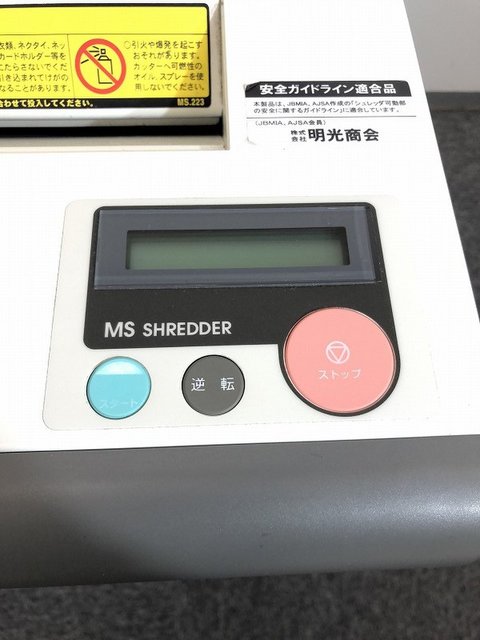 衣類、ネクタイ、ネッ
カードホルダー等を
こたらさないでくだ
引き込まれてけがの
なることがあります。
合わせて投入してください。
○引火や爆発を起こす
おそれがあります。
カッターへ可燃性の
オイル、スプレーを使
用しないでください。
MS.223
安全ガイドライン適合品
本製品は、JBMIA、AJSA作成の「シュレッダ可動部
の安全に関するガイドライン」に適合しています。
(JBMIA、AJSA会員)
株式会社 明光商会
MS SHREDDER
スタート
逆 転
ストップ